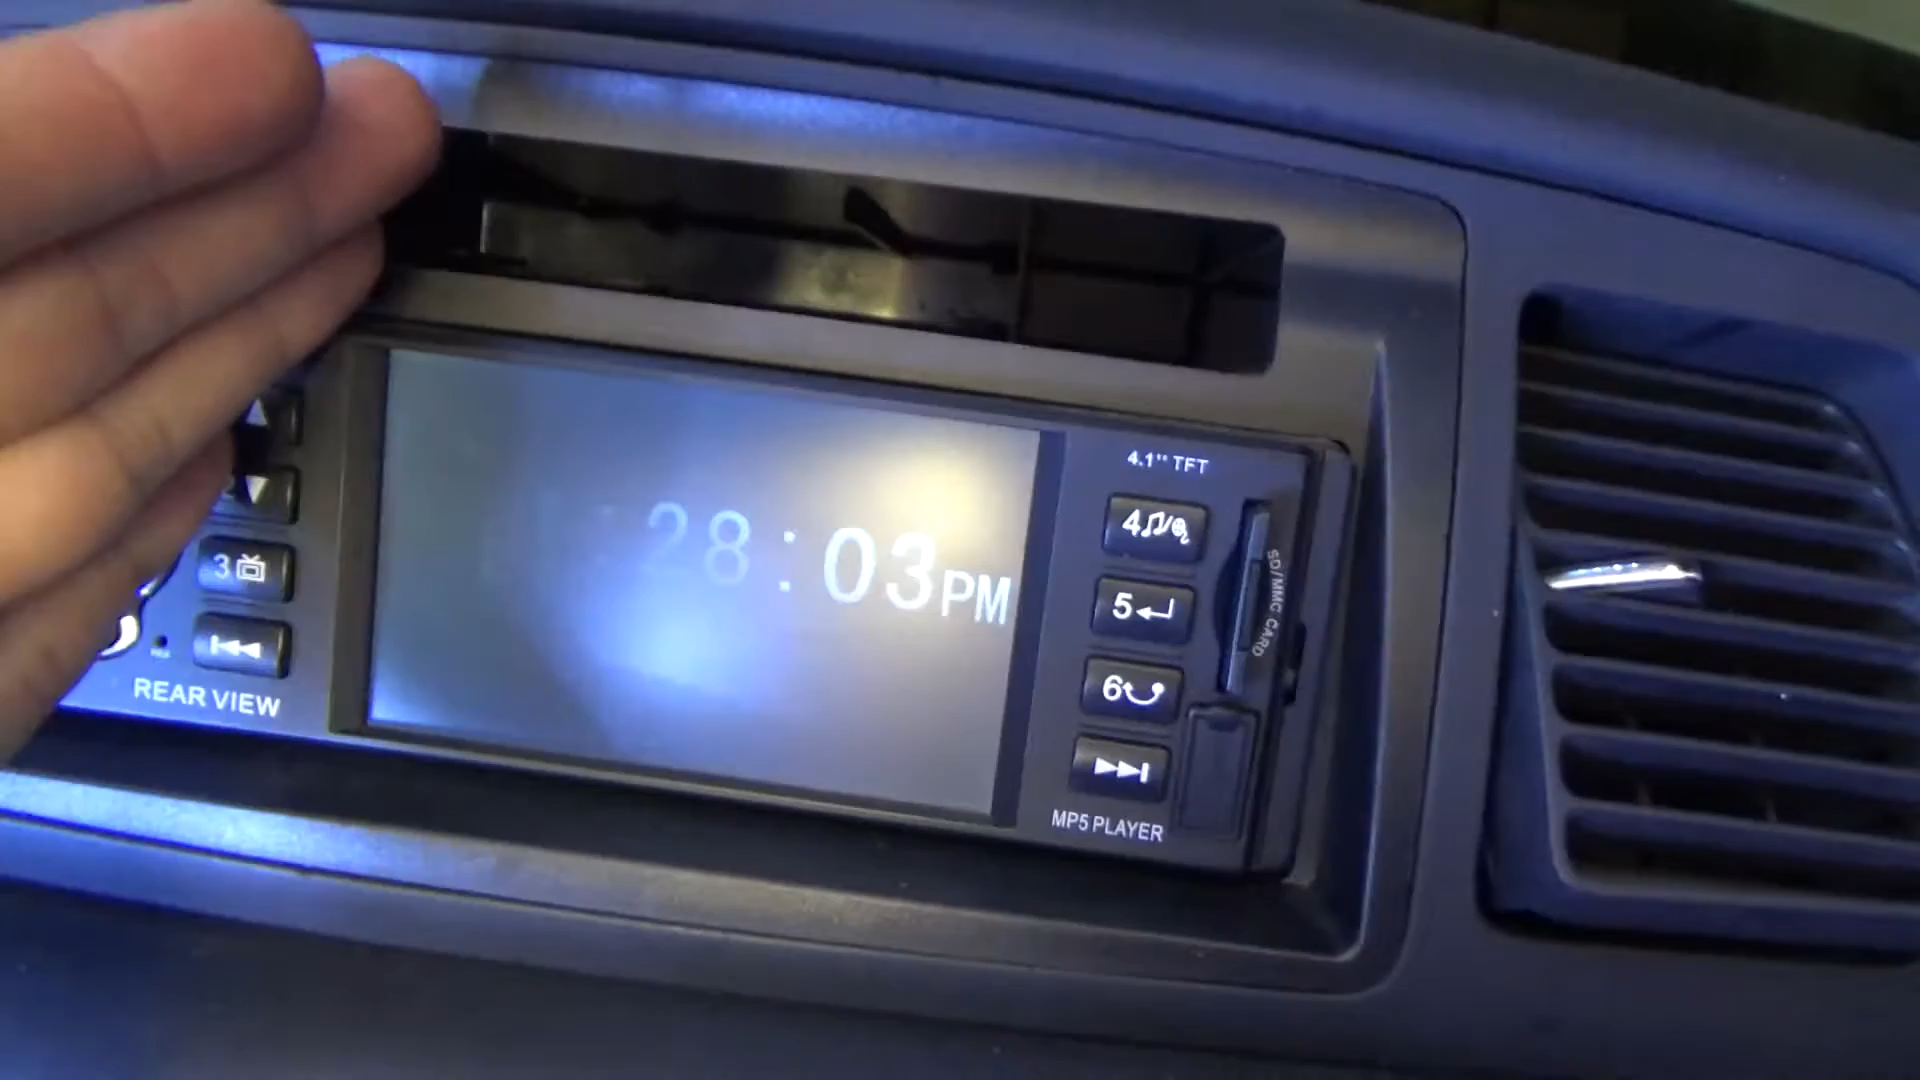 28:03PM
4.1" TFT
4
5
6
SD/MMC CARD
3
REAR VIEW
MP5 PLAYER